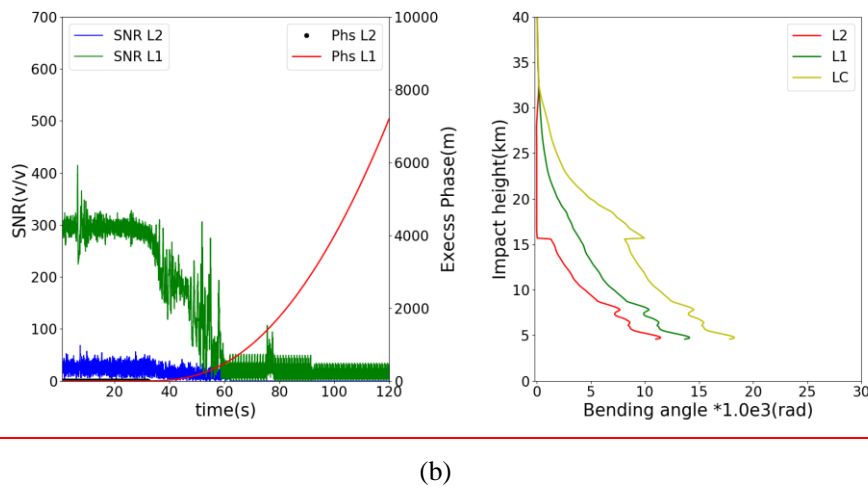 700
600
500
400
300
200
100
0
SNR(v/v)
20
40
60
80
100
120
time(s)
10000
8000
6000
4000
2000
0
Execss Phase(m)
SNR L2
SNR L1
Phs L2
Phs L1
40
35
30
25
20
15
10
5
0
Impact height(km)
0
5
10
15
20
25
30
Bending angle *1.0e3(rad)
L2
L1
LC
(b)